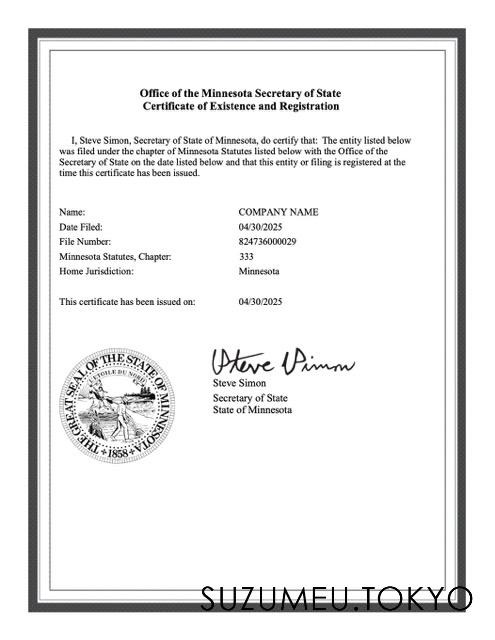 Office of the Minnesota Secretary of State
Certificate of Existence and Registration
I, Steve Simon, Secretary of State of Minnesota, do certify that: The entity listed below
was filed under the chapter of Minnesota Statutes listed below with the Office of the
Secretary of State on the date listed below and that this entity or filing is registered at the
time this certificate has been issued.
Name: COMPANY NAME
Date Filed: 04/30/2025
File Number: 824736000029
Minnesota Statutes, Chapter: 333
Home Jurisdiction: Minnesota
This certificate has been issued on: 04/30/2025
THE GREAT SEAL OF THE STATE OF MINNESOTA
L'ETOILE DU NORD
1858
Steve Simon
Steve Simon
Secretary of State
State of Minnesota
SUZUMEU.TOKYO